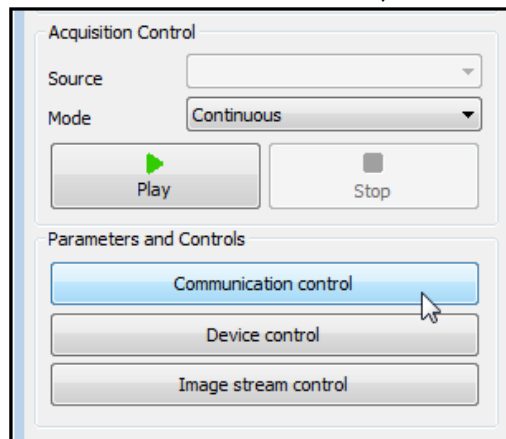 Acquisition Control
Source
Mode Continuous
Play Stop
Parameters and Controls
Communication control
Device control
Image stream control